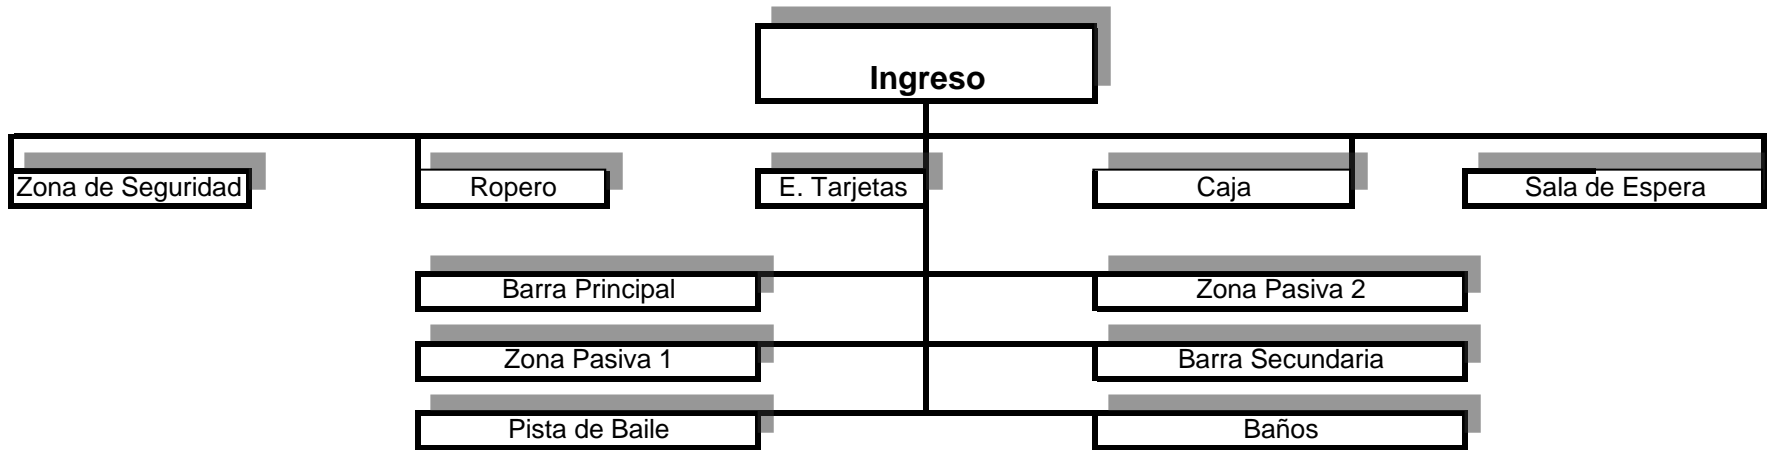 Ingreso
Zona de Seguridad
Ropero
E. Tarjetas
Caja
Sala de Espera
Barra Principal
Zona Pasiva 2
Zona Pasiva 1
Barra Secundaria
Pista de Baile
Baños